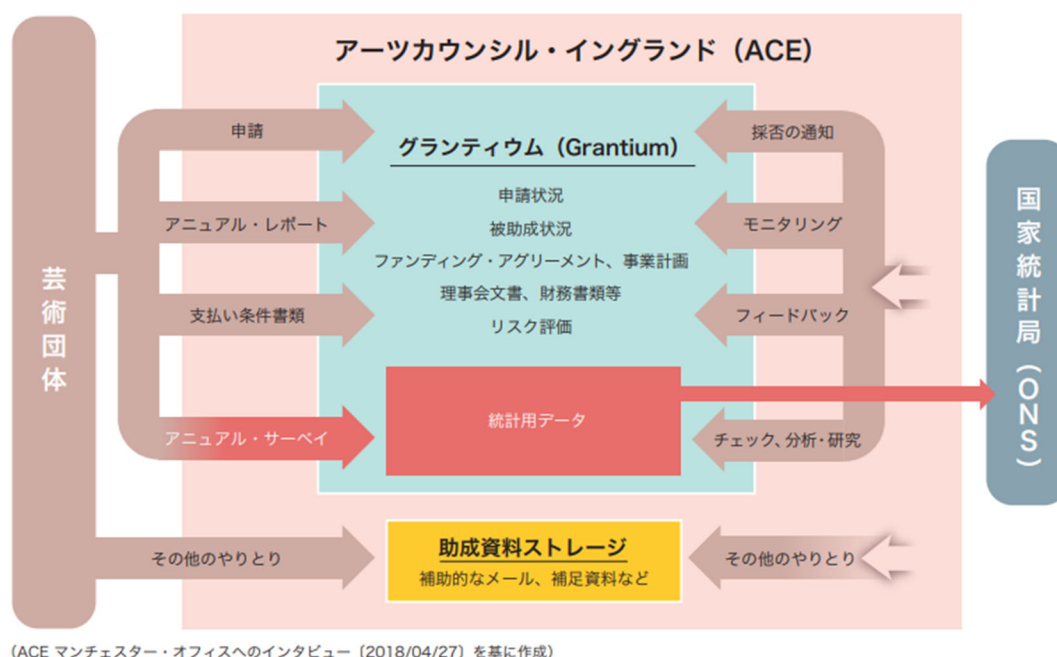 アーツカウンシル・イングランド（ACE）
芸術団体
申請
アニュアル・レポート
支払い条件書類
アニュアル・サーベイ
その他のやりとり
グランティウム（Grantium）
申請状況
被助成状況
ファンディング・アグリーメント、事業計画
理事会文書、財務書類等
リスク評価
統計用データ
助成資料ストレージ
補助的なメール、補足資料など
採否の通知
モニタリング
フィードバック
チェック、分析・研究
その他のやりとり
国家統計局（ONS）
（ACE マンチェスター・オフィスへのインタビュー〔2018/04/27〕を基に作成）